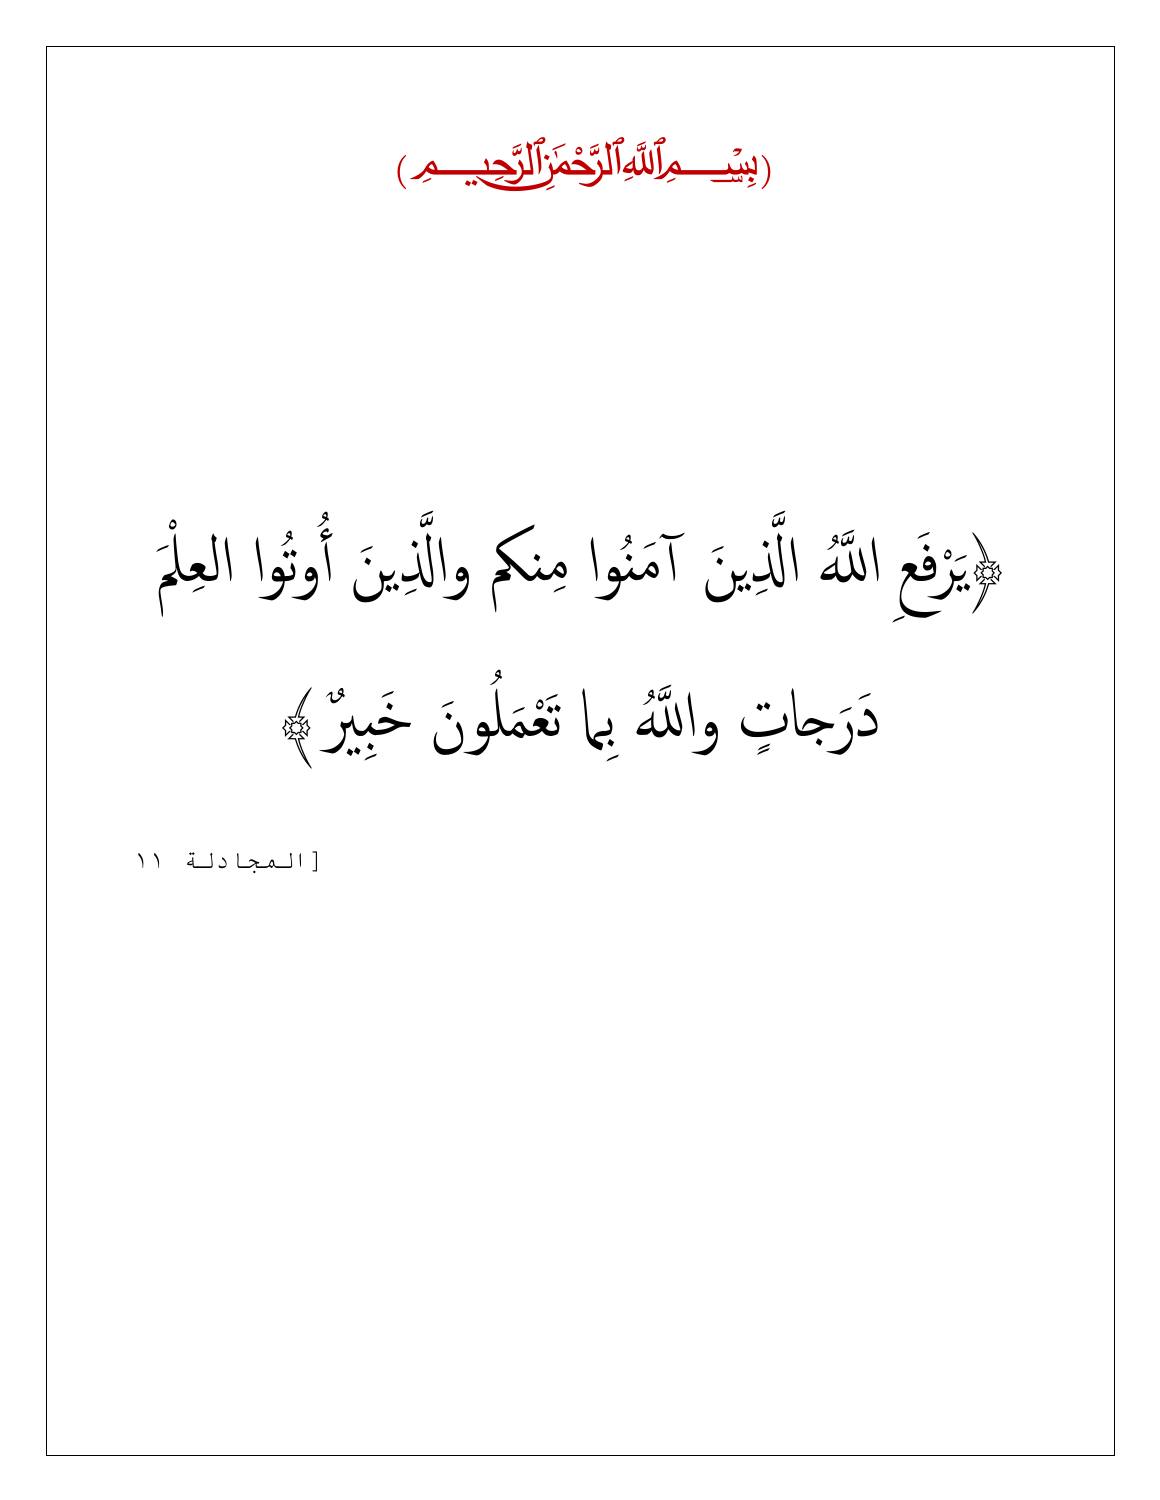 (بِسْمِ ٱللَّهِ ٱلرَّحْمَٰنِ ٱلرَّحِيمِ)
﴿يَرْفَعِ اللَّهُ الَّذِينَ آمَنُوا مِنكم والَّذِينَ أُوتُوا العِلْمَ
دَرَجاتٍ واللَّهُ بِما تَعْمَلُونَ خَبِيرٌ﴾
[المجادلة ١١